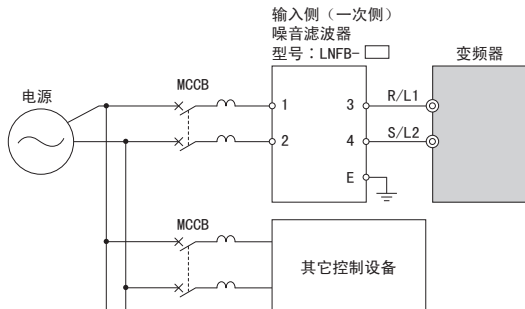 输入侧（一次侧）
噪音滤波器
型号：LNFB-
变频器
MCCB
电源
1
3
R/L1
2
4
S/L2
E
MCCB
其它控制设备